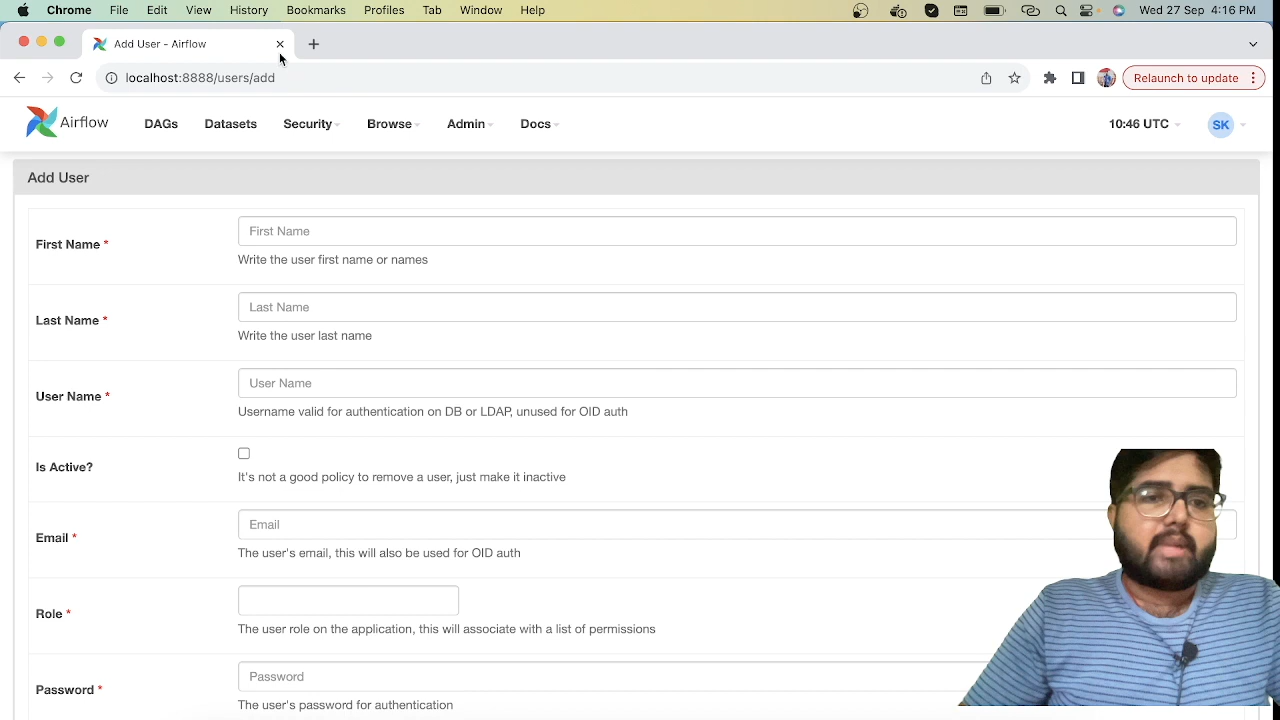 Chrome File Edit View History Bookmarks Profiles Tab Window Help Wed 27 Sep 4:16 PM
Add User - Airflow
localhost:8888/users/add Relaunch to update
Airflow DAGs Datasets Security Browse Admin Docs 10:46 UTC SK
Add User
First Name * First Name
Write the user first name or names
Last Name * Last Name
Write the user last name
User Name * User Name
Username valid for authentication on DB or LDAP, unused for OID auth
Is Active?
It's not a good policy to remove a user, just make it inactive
Email * Email
The user's email, this will also be used for OID auth
Role *
The user role on the application, this will associate with a list of permissions
Password * Password
The user's password for authentication